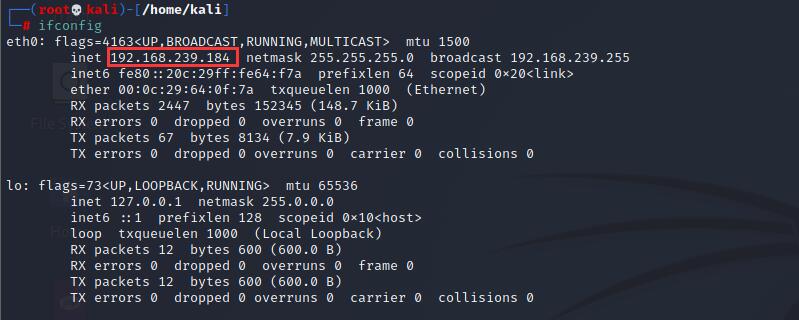 ┌──(root💀kali)-[/home/kali]
└─# ifconfig
eth0: flags=4163<UP,BROADCAST,RUNNING,MULTICAST>  mtu 1500
        inet 192.168.239.184  netmask 255.255.255.0  broadcast 192.168.239.255
        inet6 fe80::20c:29ff:fe64:f7a  prefixlen 64  scopeid 0×20<link>
        ether 00:0c:29:64:0f:7a  txqueuelen 1000  (Ethernet)
        RX packets 2447  bytes 152345 (148.7 KiB)
        RX errors 0  dropped 0  overruns 0  frame 0
        TX packets 67  bytes 8134 (7.9 KiB)
        TX errors 0  dropped 0 overruns 0  carrier 0  collisions 0

lo: flags=73<UP,LOOPBACK,RUNNING>  mtu 65536
        inet 127.0.0.1  netmask 255.0.0.0
        inet6 ::1  prefixlen 128  scopeid 0×10<host>
        loop  txqueuelen 1000  (Local Loopback)
        RX packets 12  bytes 600 (600.0 B)
        RX errors 0  dropped 0  overruns 0  frame 0
        TX packets 12  bytes 600 (600.0 B)
        TX errors 0  dropped 0 overruns 0  carrier 0  collisions 0